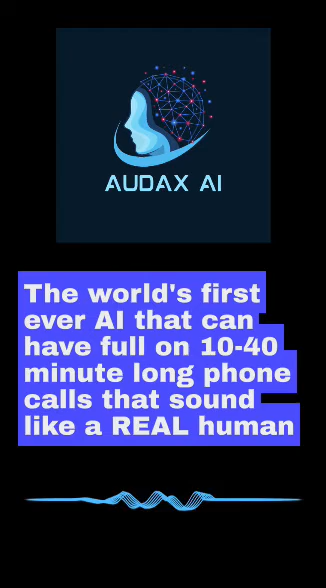 AUDAX AI
The world's first
ever AI that can
have full on 10-40
minute long phone
calls that sound
like a REAL human